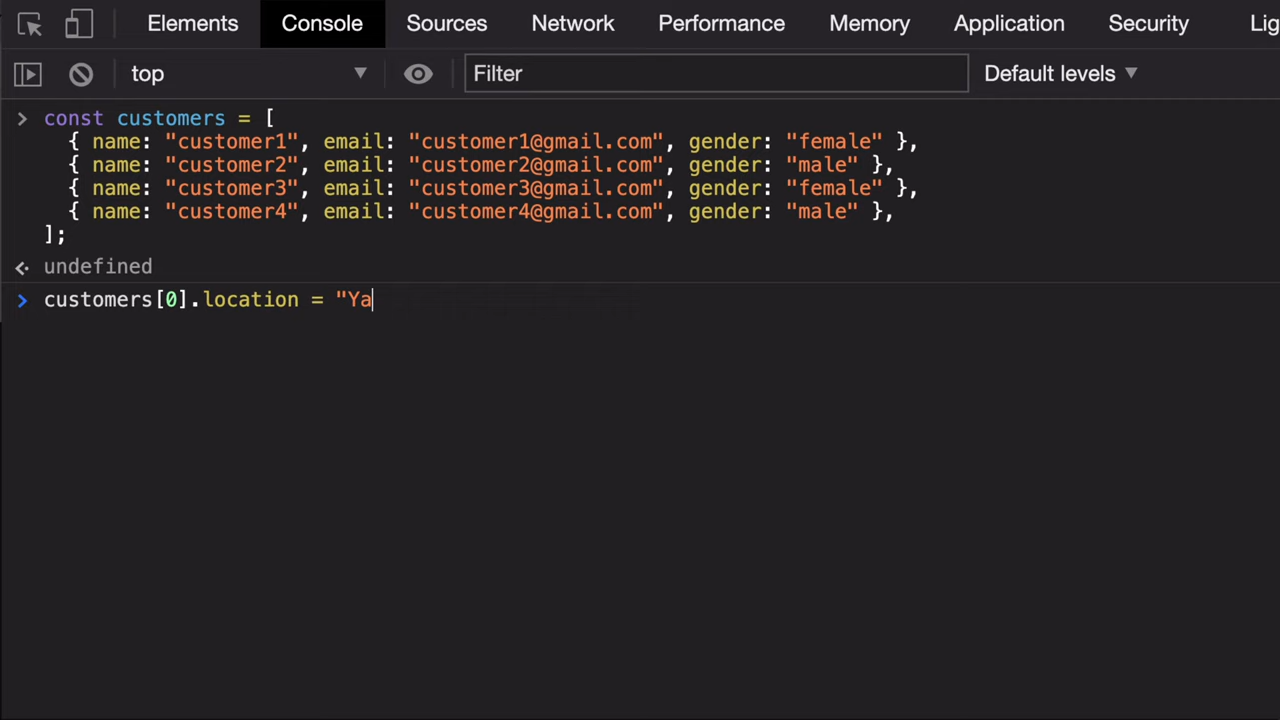 Elements Console Sources Network Performance Memory Application Security Lig
top Filter Default levels
const customers = [
{ name: "customer1", email: "customer1@gmail.com", gender: "female" },
{ name: "customer2", email: "customer2@gmail.com", gender: "male" },
{ name: "customer3", email: "customer3@gmail.com", gender: "female" },
{ name: "customer4", email: "customer4@gmail.com", gender: "male" },
];
undefined
customers[0].location = "Ya